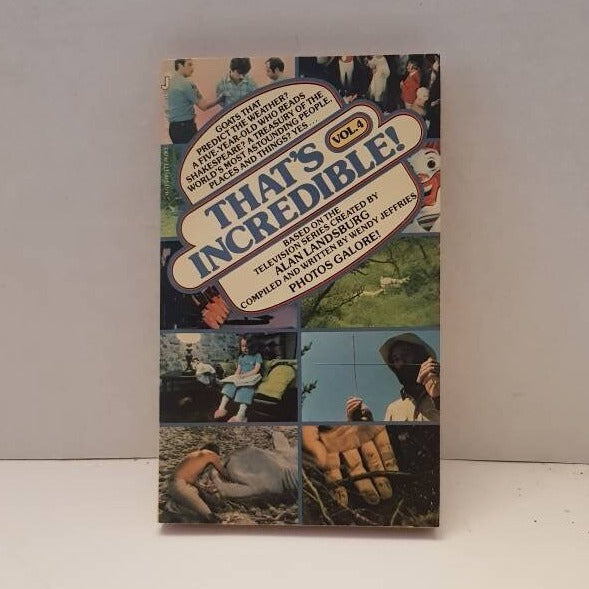 J
GOATS THAT
PREDICT THE WEATHER?
A FIVE-YEAR-OLD WHO READS
SHAKESPEARE? A TREASURY OF THE
WORLD'S MOST ASTOUNDING PEOPLE,
PLACES AND THINGS? YES...
THAT'S
VOL. 4
INCREDIBLE!
BASED ON THE
TELEVISION SERIES CREATED BY
ALAN LANDSBURG
COMPILED AND WRITTEN BY WENDY JEFFRIES
PHOTOS GALORE!